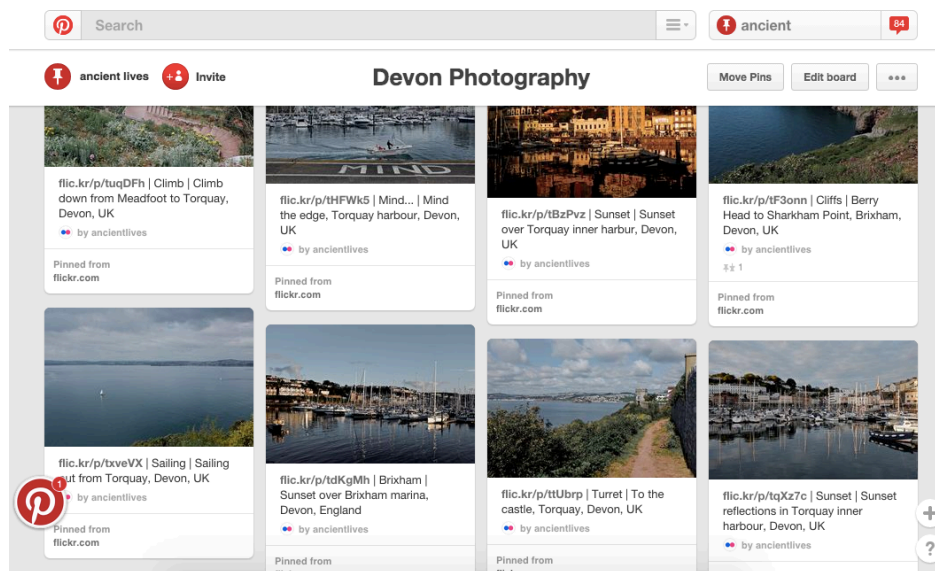 Search
ancient
84
ancient lives
Invite
Devon Photography
Move Pins
Edit board
flic.kr/p/tuqDFh | Climb | Climb
down from Meadfoot to Torquay,
Devon, UK
by ancientlives
Pinned from
flickr.com
MIND
flic.kr/p/tHFWk5 | Mind... | Mind
the edge, Torquay harbour, Devon,
UK
by ancientlives
Pinned from
flickr.com
flic.kr/p/tBzPvz | Sunset | Sunset
over Torquay inner harbur, Devon,
UK
by ancientlives
Pinned from
flickr.com
flic.kr/p/tF3onn | Cliffs | Berry
Head to Sharkham Point, Brixham,
Devon, UK
by ancientlives
1
Pinned from
flickr.com
flic.kr/p/txveVX | Sailing | Sailing
out from Torquay, Devon, UK
by ancientlives
Pinned from
flickr.com
1
flic.kr/p/tdKgMh | Brixham |
Sunset over Brixham marina,
Devon, England
by ancientlives
Pinned from
flic.kr/p/ttUbrp | Turret | To the
castle, Torquay, Devon, UK
by ancientlives
Pinned from
flic.kr/p/tqXz7c | Sunset | Sunset
reflections in Torquay inner
harbour, Devon, UK
by ancientlives
+
?